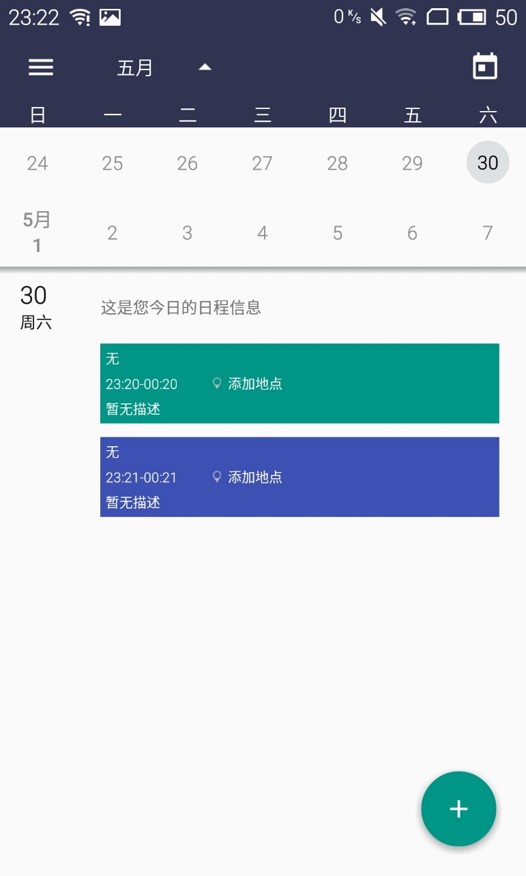 23:22 0 K/s 50
五月
日 一 二 三 四 五 六
24 25 26 27 28 29 30
5月
1 2 3 4 5 6 7
30
周六
这是您今日的日程信息
无
23:20-00:20 添加地点
暂无描述
无
23:21-00:21 添加地点
暂无描述
+